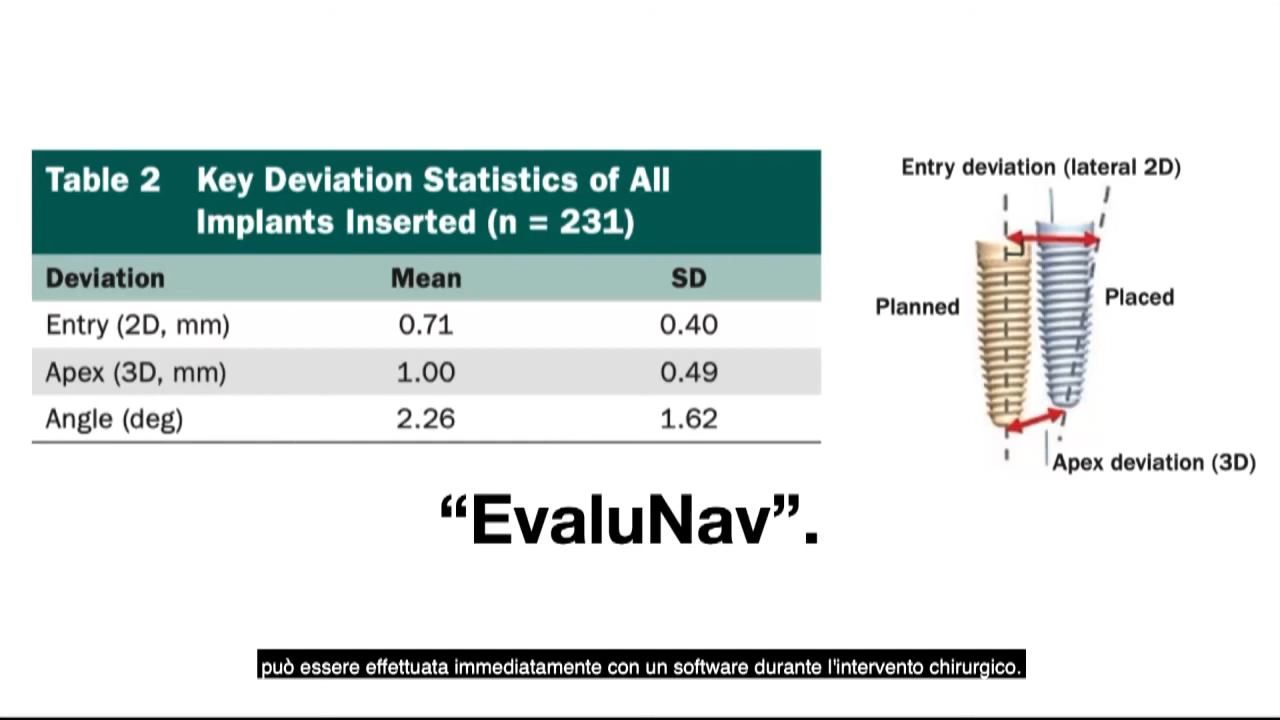 Table 2 Key Deviation Statistics of All
Implants Inserted (n = 231)
Deviation Mean SD
Entry (2D, mm) 0.71 0.40
Apex (3D, mm) 1.00 0.49
Angle (deg) 2.26 1.62
Entry deviation (lateral 2D)
Planned
Placed
Apex deviation (3D)
“EvaluNav”.
può essere effettuata immediatamente con un software durante l'intervento chirurgico.